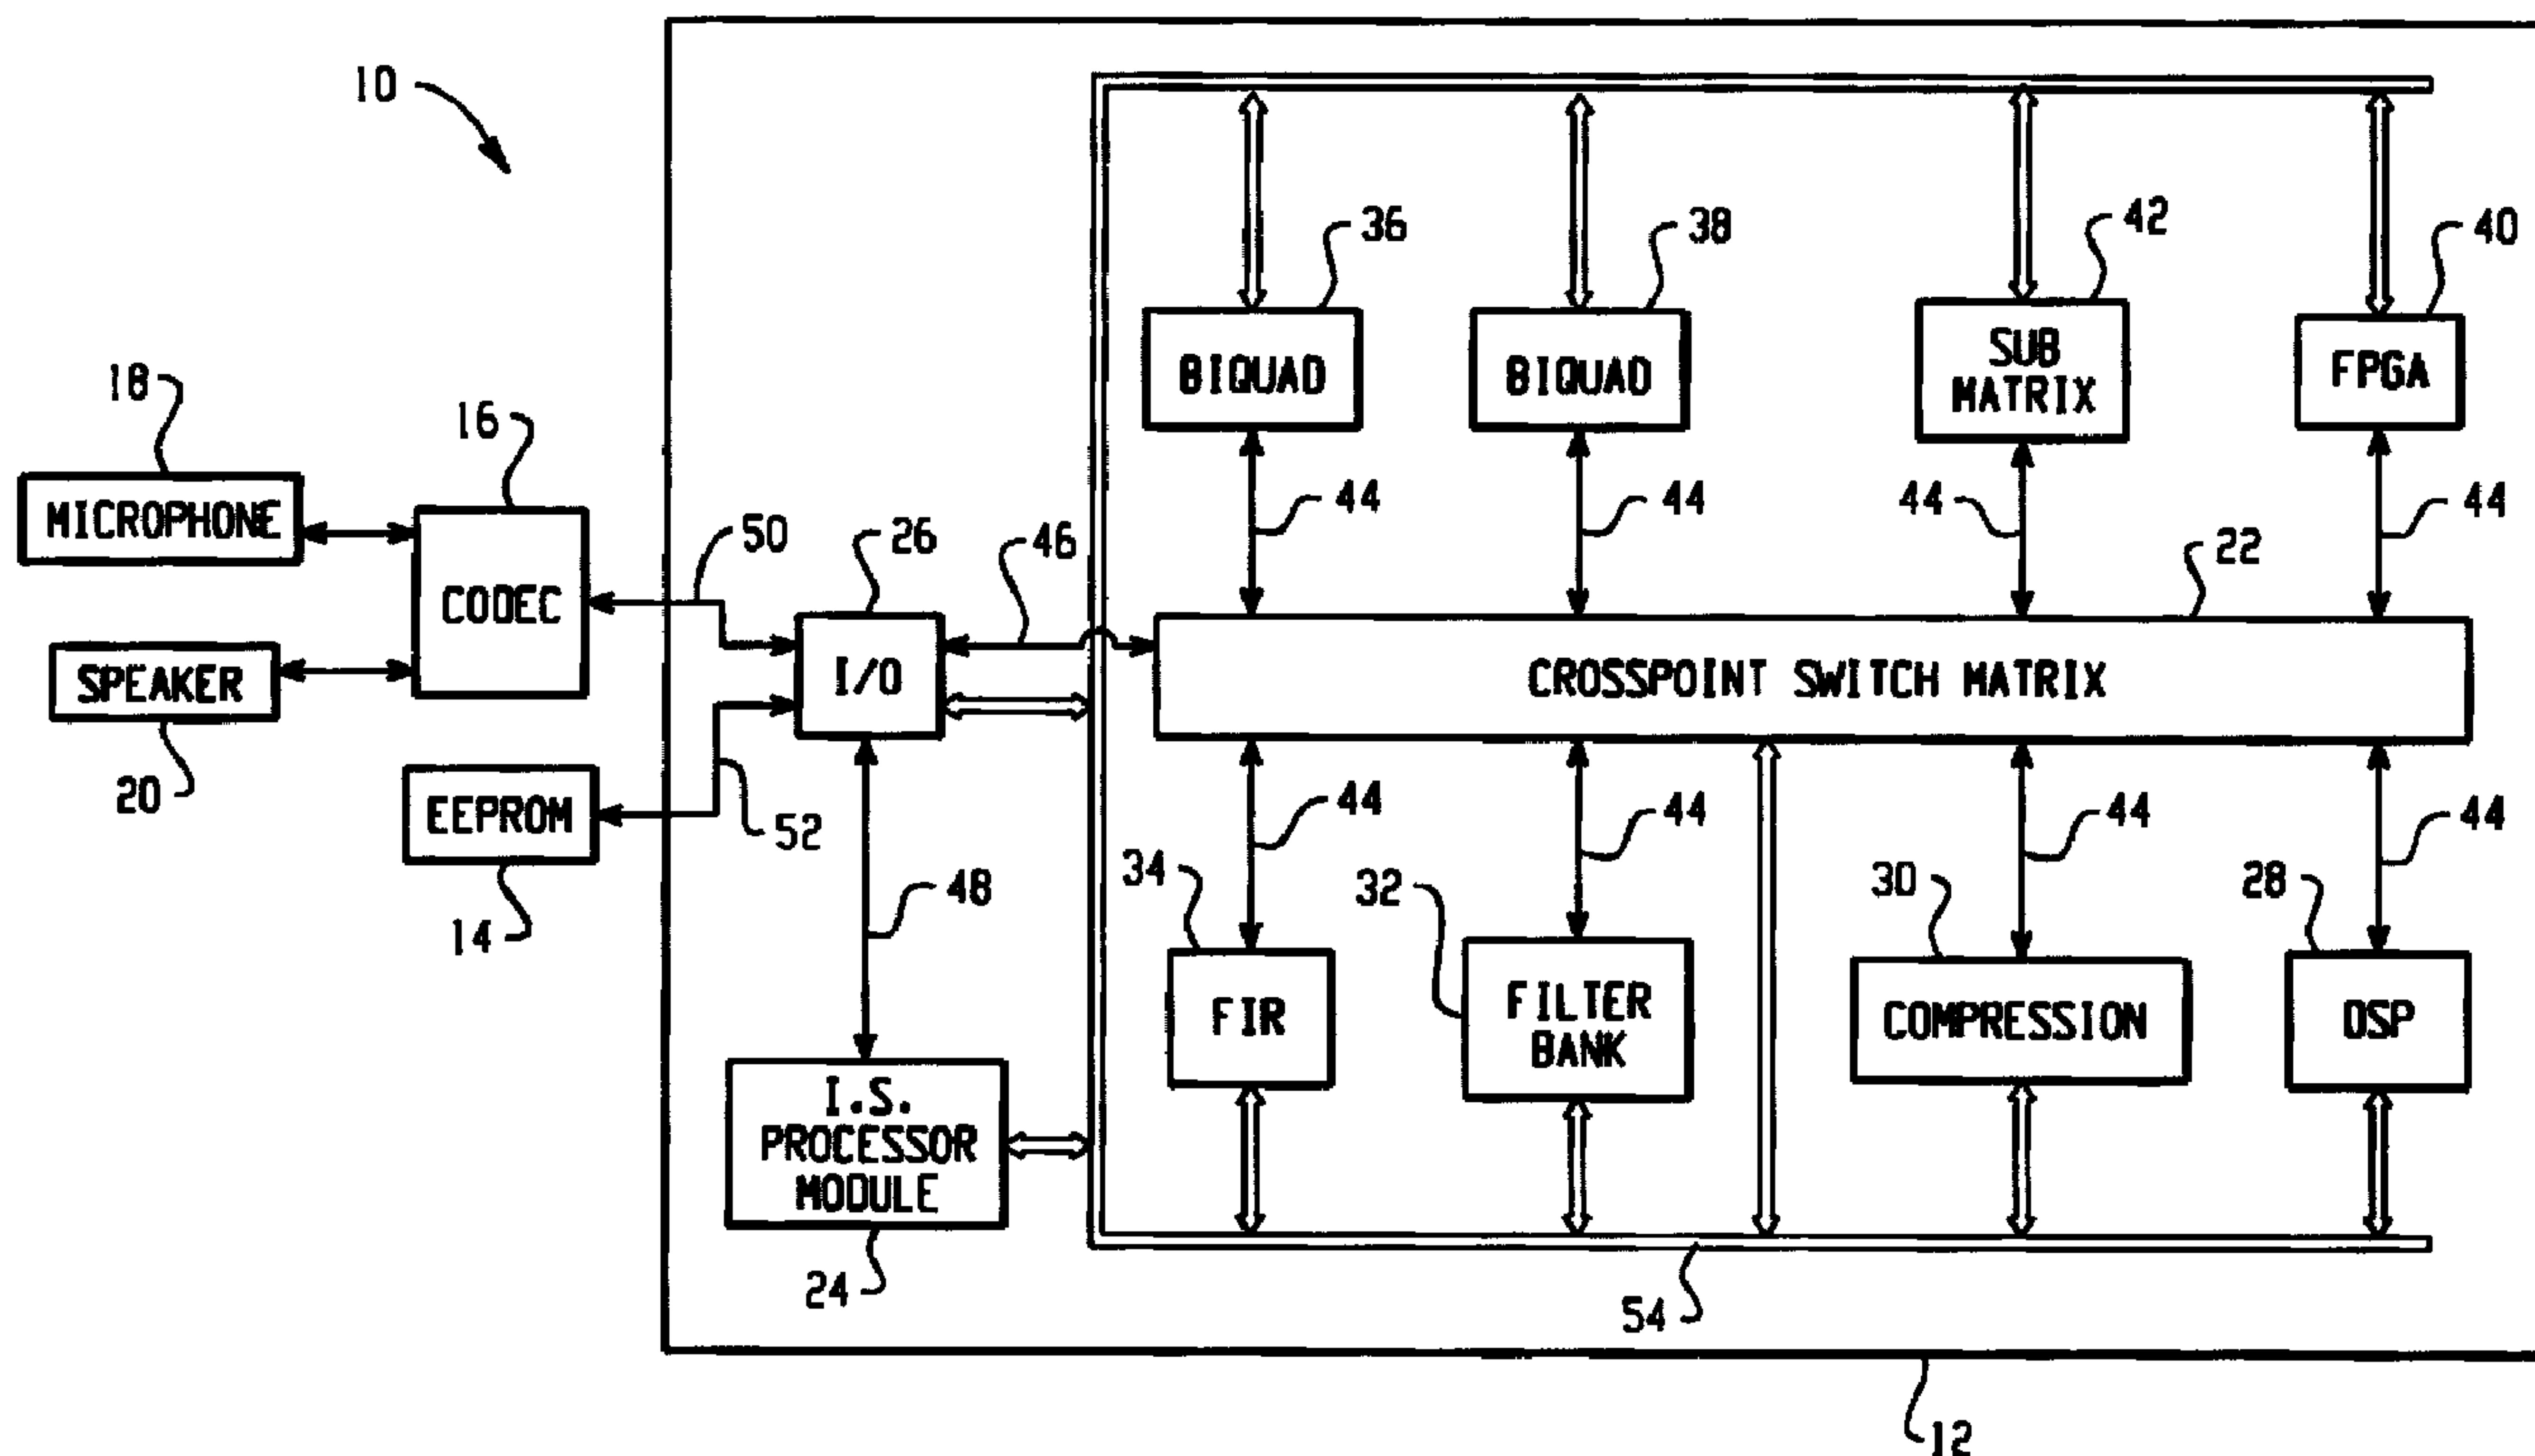 10
36
38
42
40
BIQUAD
BIQUAD
SUB
MATRIX
FPGA
18
16
MICROPHONE
44
44
44
44
50
26
46
22
CODEC
I/O
CROSSPOINT SWITCH MATRIX
SPEAKER
20
EEPROM
52
14
48
44
44
44
44
34
32
30
28
FIR
FILTER
BANK
COMPRESSION
DSP
I.S.
PROCESSOR
MODULE
24
54
12